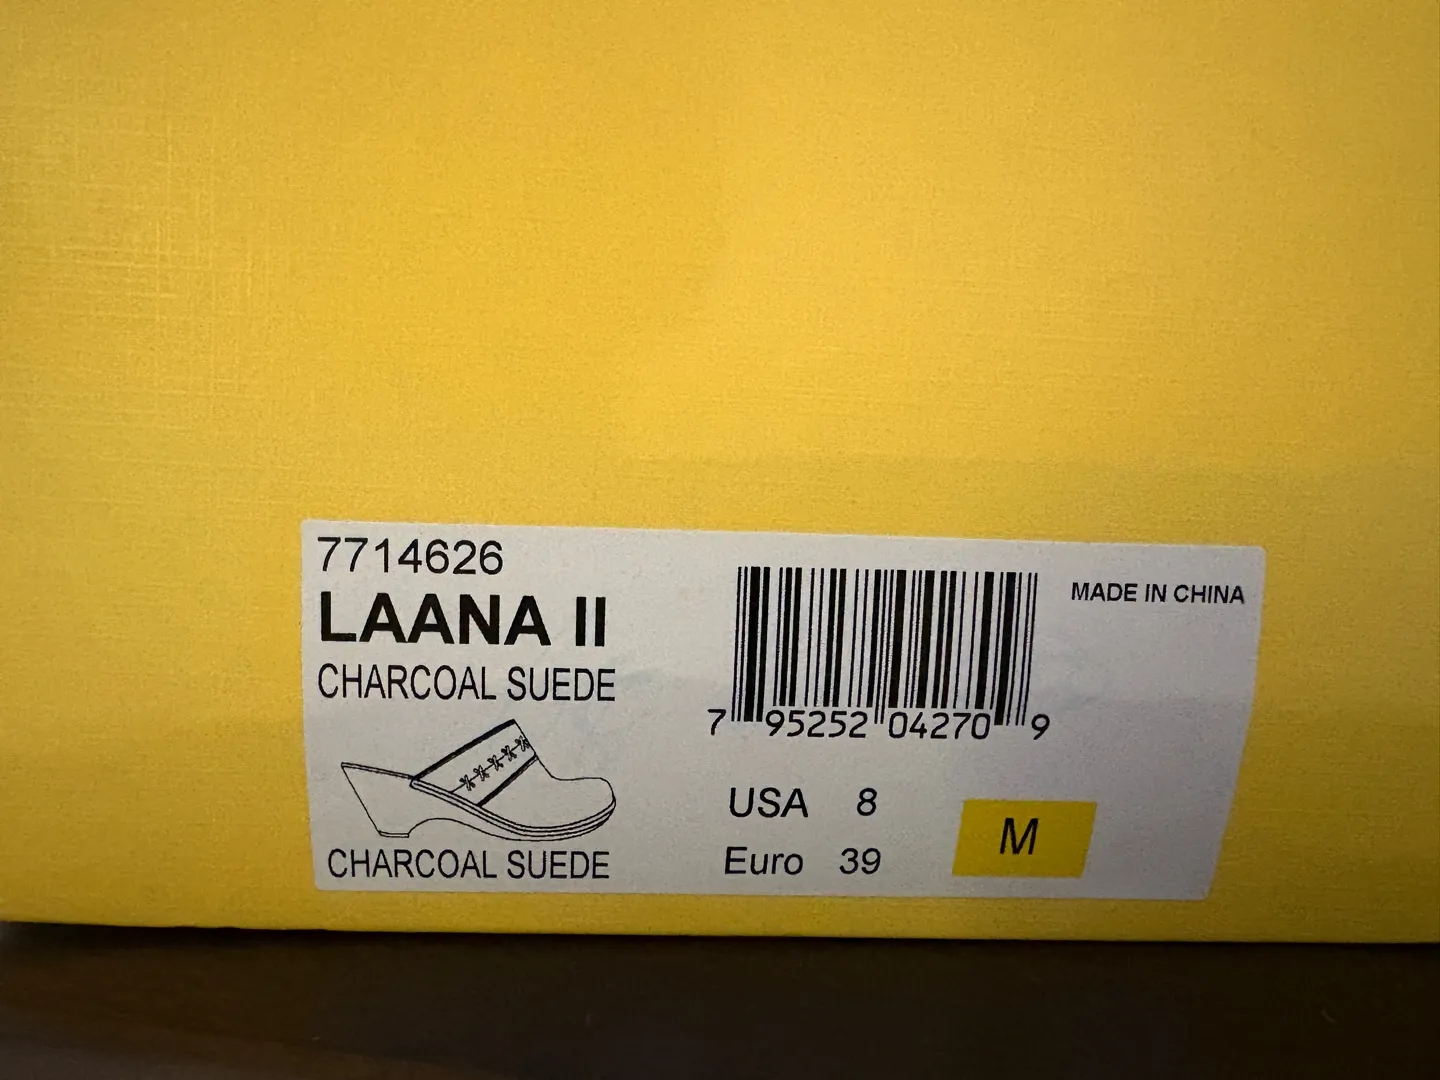 7714626
LAANA II
CHARCOAL SUEDE
CHARCOAL SUEDE
7 95252 04270 9
USA 8
Euro 39
M
MADE IN CHINA